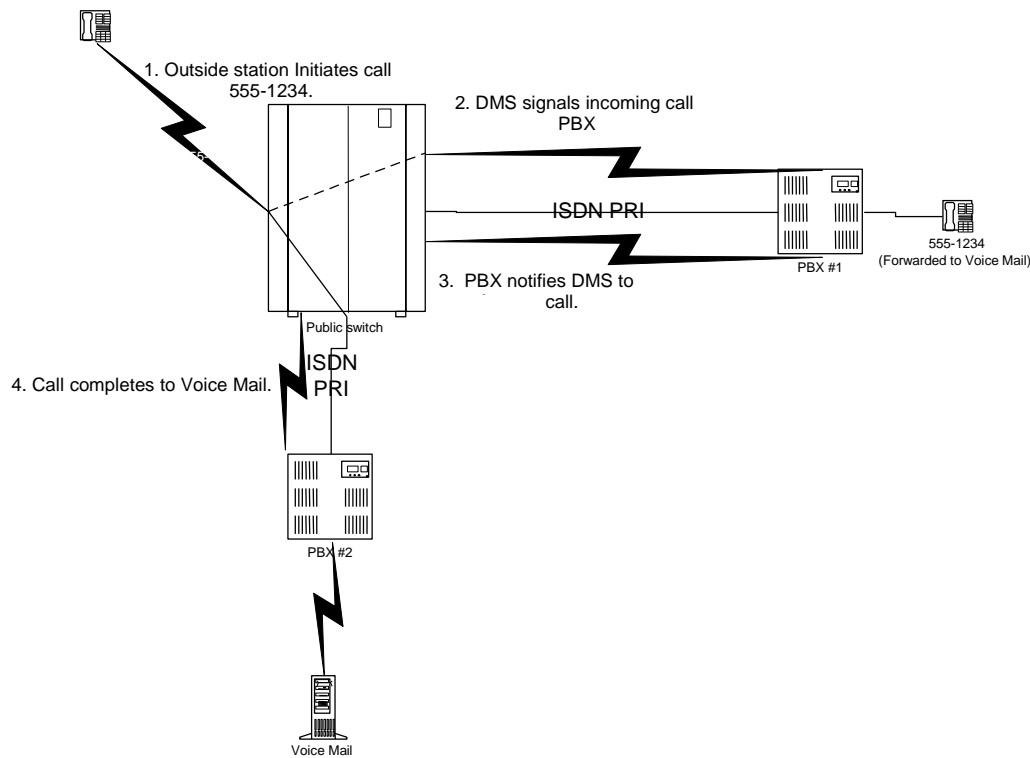 1. Outside station Initiates call
555-1234.
2. DMS signals incoming call
PBX
ISDN PRI
555-1234
(Forwarded to Voice Mail)
PBX #1
3. PBX notifies DMS to
call.
Public switch
ISDN
PRI
4. Call completes to Voice Mail.
PBX #2
Voice Mail